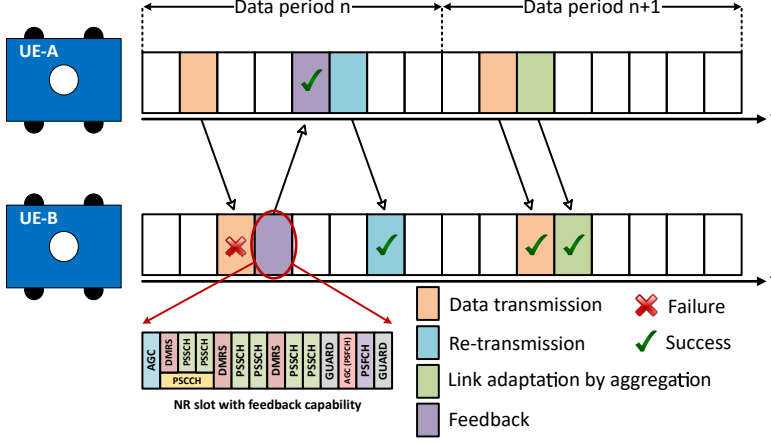 Data period n
Data period n+1
UE-A
UE-B
AGC
DMRS
PSSCH
PSSCH
PSCCH
DMRS
PSSCH
PSSCH
DMRS
PSSCH
PSSCH
GUARD
AGC (PSFCH)
PSFCH
GUARD
NR slot with feedback capability
Data transmission
Failure
Re-transmission
Success
Link adaptation by aggregation
Feedback